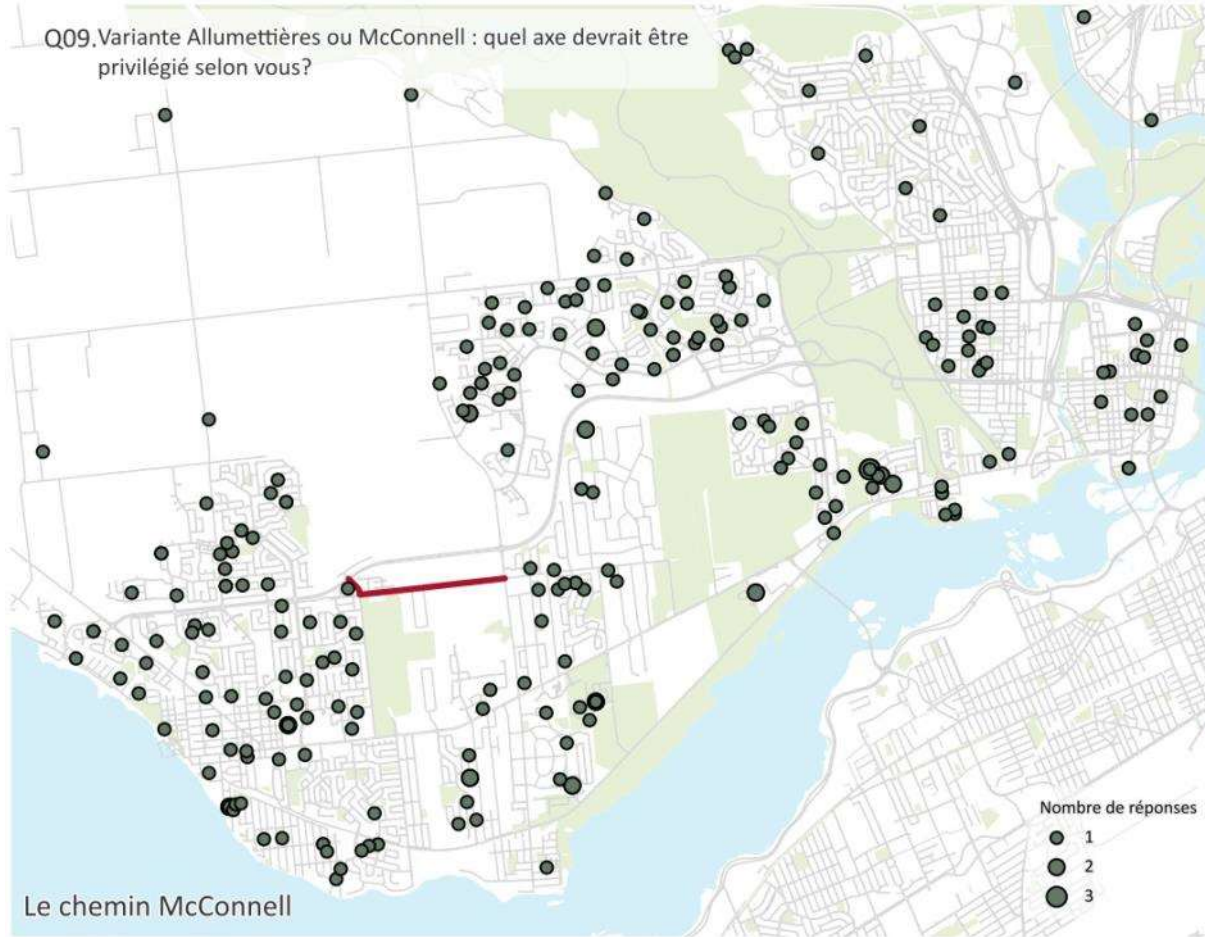 Q09. Variante Allumettières ou McConnell : quel axe devrait être
privilégié selon vous?
Nombre de réponses
1
2
3
Le chemin McConnell